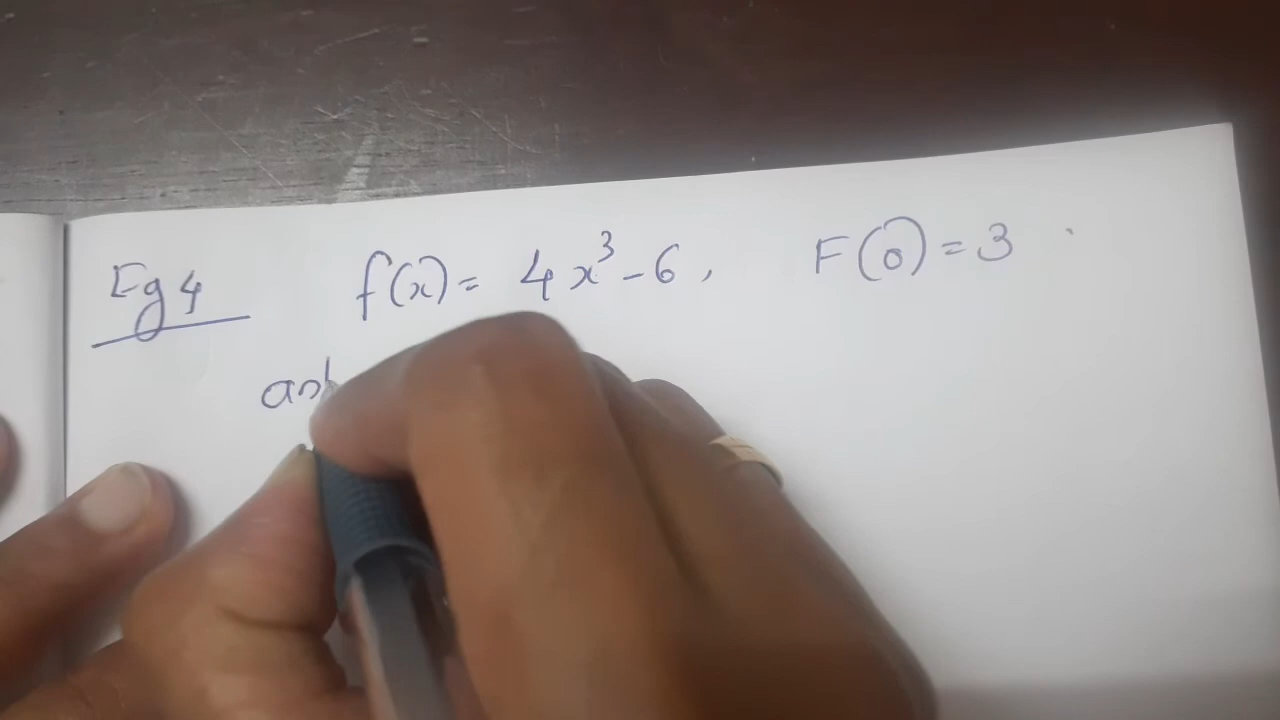 Eg 4 f(x) = 4x³ - 6, F(0) = 3